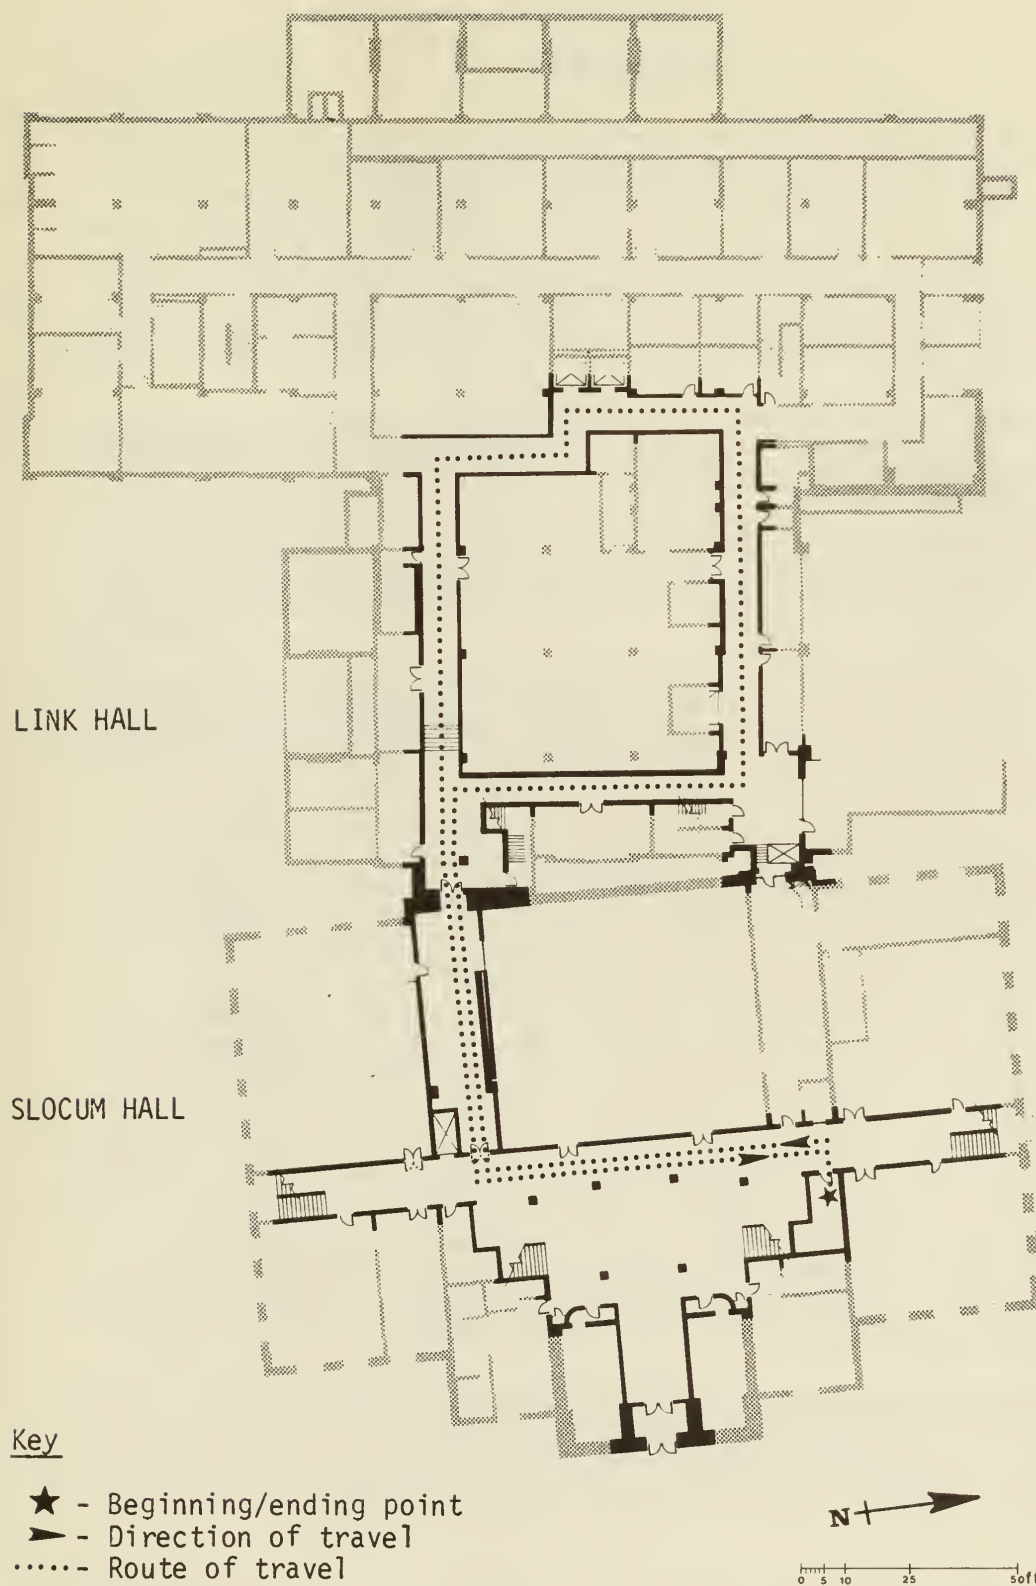 LINK HALL
SLOCUM HALL
Key
★ - Beginning/ending point
➤ - Direction of travel
····· - Route of travel
N
0 5 10 25 50ft